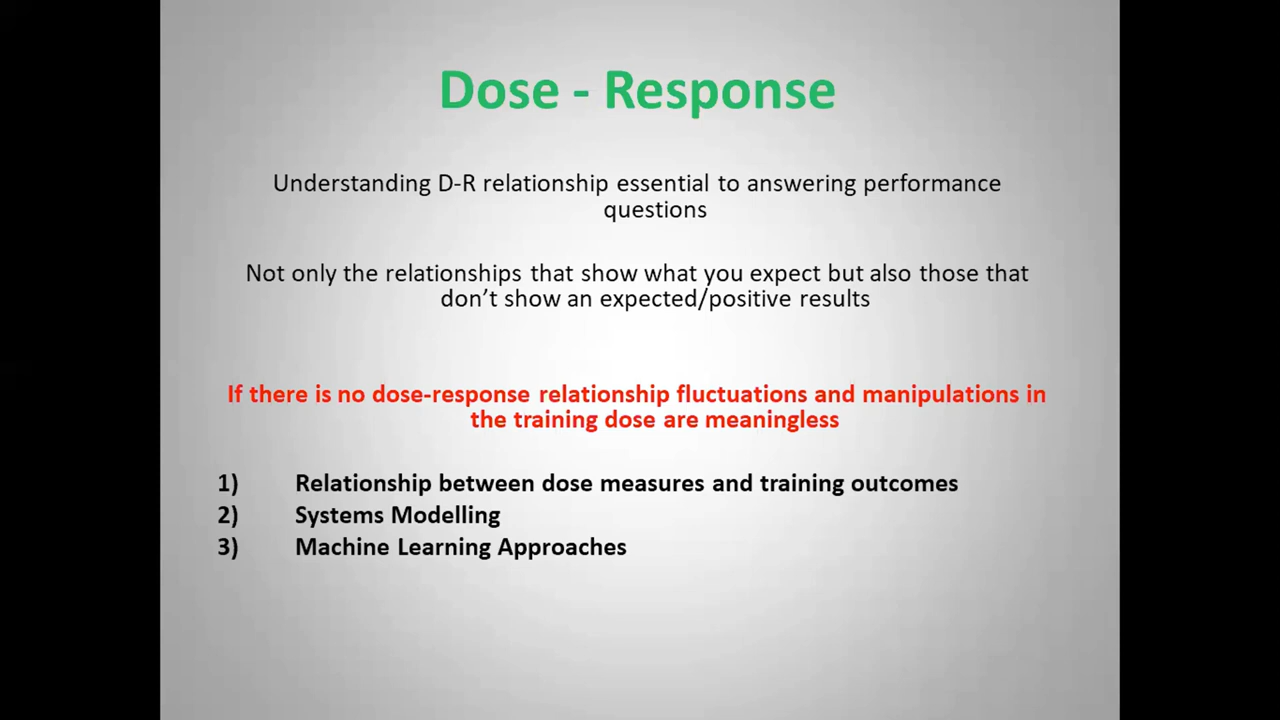 Dose - Response
Understanding D-R relationship essential to answering performance
questions
Not only the relationships that show what you expect but also those that
don’t show an expected/positive results
If there is no dose-response relationship fluctuations and manipulations in
the training dose are meaningless
1) Relationship between dose measures and training outcomes
2) Systems Modelling
3) Machine Learning Approaches